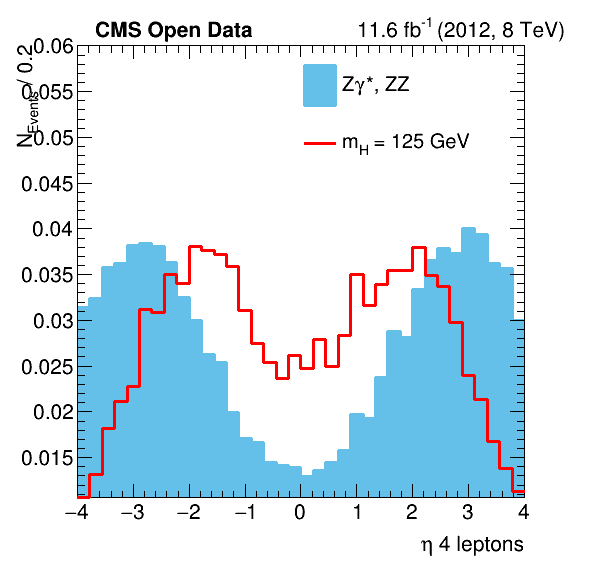 CMS Open Data
11.6 fb⁻¹ (2012, 8 TeV)
N_Events / 0.2
0.06
0.055
0.05
0.045
0.04
0.035
0.03
0.025
0.02
0.015
Zγ*, ZZ
m_H = 125 GeV
−4 −3 −2 −1 0 1 2 3 4
η 4 leptons